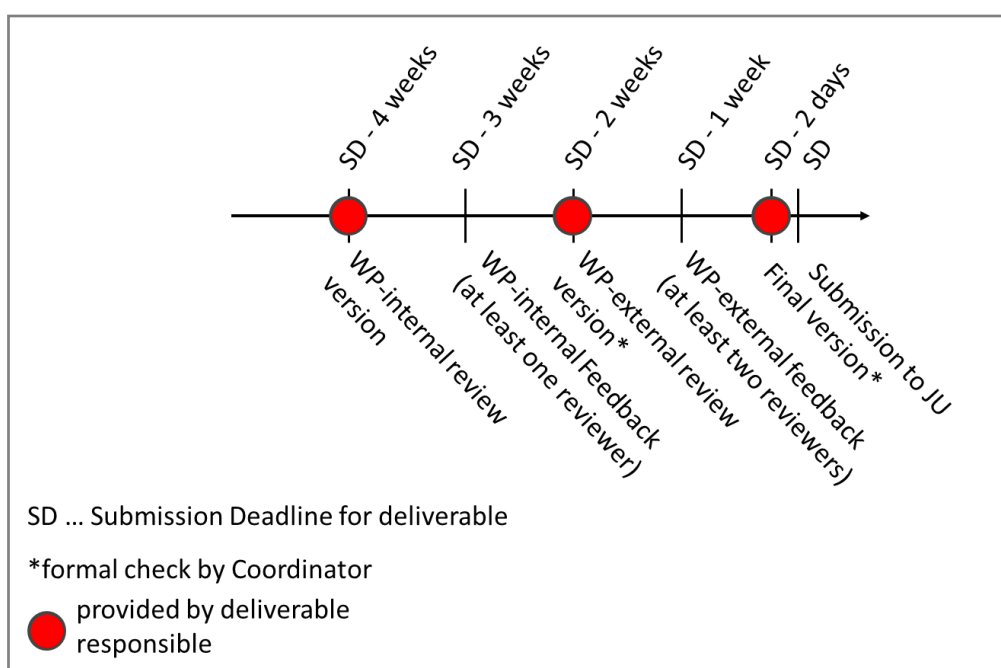 SD - 4 weeks
SD - 3 weeks
SD - 2 weeks
SD - 1 week
SD - 2 days
SD
WP-internal review
version
WP-internal Feedback
(at least one reviewer)
WP-external review
version*
WP-external feedback
(at least two reviewers)
Final version*
Submission to JU
SD ... Submission Deadline for deliverable
*formal check by Coordinator
provided by deliverable
responsible